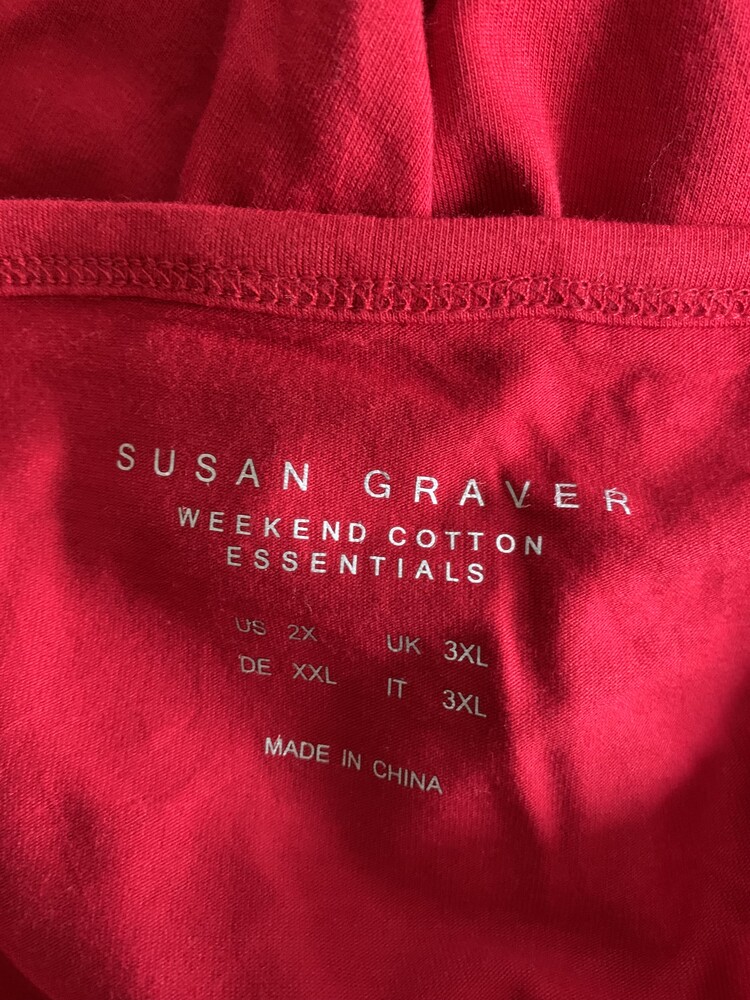 SUSAN GRAVER
WEEKEND COTTON
ESSENTIALS
US 2X UK 3XL
DE XXL IT 3XL
MADE IN CHINA